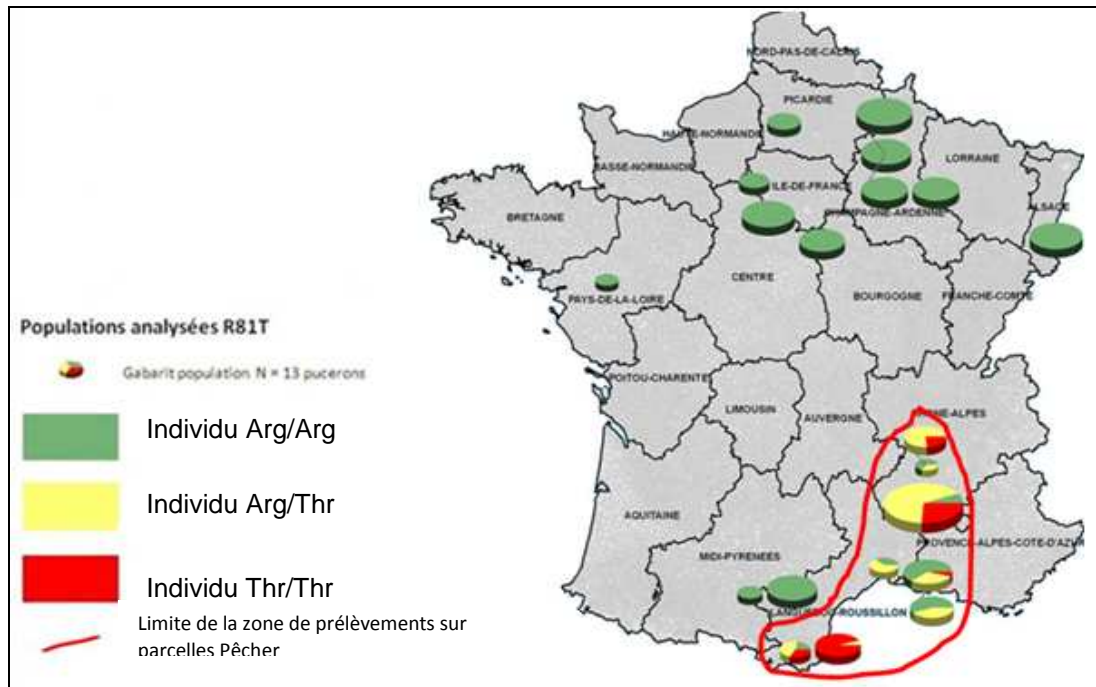 NORD-PAS-DE-CALAIS
PICARDIE
HAUTE-NORMANDIE
LORRAINE
BASSE-NORMANDIE
ILE-DE-FRANCE
CHAMPAGNE-ARDENNE
ALSACE
BRETAGNE
CENTRE
PAYS-DE-LA-LOIRE
BOURGOGNE
FRANCHE-COMTE
Populations analysées R81T
Gabarit population N = 13 pucerons
POITOU-CHARENTE
LIMOUSIN
AUVERGNE
RHONE-ALPES
Individu Arg/Arg
Individu Arg/Thr
AQUITAINE
PROVENCE-ALPES-COTE-D'AZUR
MIDI-PYRENEES
Individu Thr/Thr
LANGUEDOC-ROUSSILLON
Limite de la zone de prélèvements sur
parcelles Pêcher